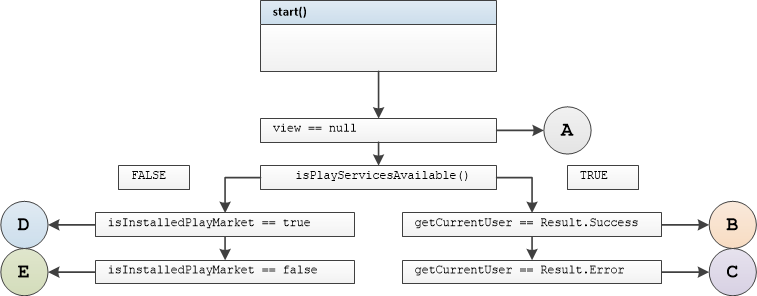 start()
view == null
A
isPlayServicesAvailable()
FALSE
TRUE
D
isInstalledPlayMarket == true
getCurrentUser == Result.Success
B
E
isInstalledPlayMarket == false
getCurrentUser == Result.Error
C